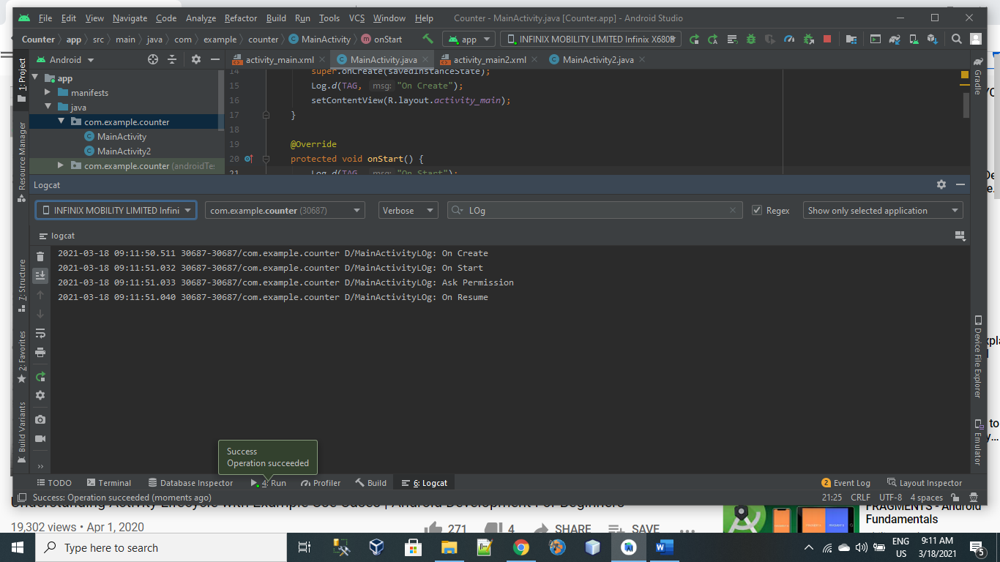 File Edit View Navigate Code Analyze Refactor Build Run Tools VCS Window Help Counter - MainActivity.java [Counter.app] - Android Studio
Counter app src main java com example counter MainActivity onStart app INFINIX MOBILITY LIMITED Infinix X680B
Android activity_main.xml MainActivity.java activity_main2.xml MainActivity2.java
1: Project
Resource Manager
7: Structure
2: Favorites
Build Variants
app
manifests
java
com.example.counter
MainActivity
MainActivity2
com.example.counter (androidTes
14 super.onCreate(savedInstanceState);
15 Log.d(TAG, msg: "On Create");
16 setContentView(R.layout.activity_main);
17 }
18
19 @Override
20 protected void onStart() {
21 Log.d(TAG, msg: "On Start");
Gradle
Device File Explorer
Emulator
Logcat
INFINIX MOBILITY LIMITED Infini com.example.counter (30687) Verbose LOg Regex Show only selected application
logcat
2021-03-18 09:11:50.511 30687-30687/com.example.counter D/MainActivityLOg: On Create
2021-03-18 09:11:51.032 30687-30687/com.example.counter D/MainActivityLOg: On Start
2021-03-18 09:11:51.033 30687-30687/com.example.counter D/MainActivityLOg: Ask Permission
2021-03-18 09:11:51.040 30687-30687/com.example.counter D/MainActivityLOg: On Resume
Success
Operation succeeded
TODO Terminal Database Inspector 4: Run Profiler Build 6: Logcat 2 Event Log Layout Inspector
Success: Operation succeeded (moments ago) 21:25 CRLF UTF-8 4 spaces
Understanding Activity Lifecycle with Example Use Cases | Android Development For Beginners
19,302 views • Apr 1, 2020 271 4 SHARE SAVE
FRAGMENTS - Android
Fundamentals
Type here to search
ENG
US
9:11 AM
3/18/2021
5